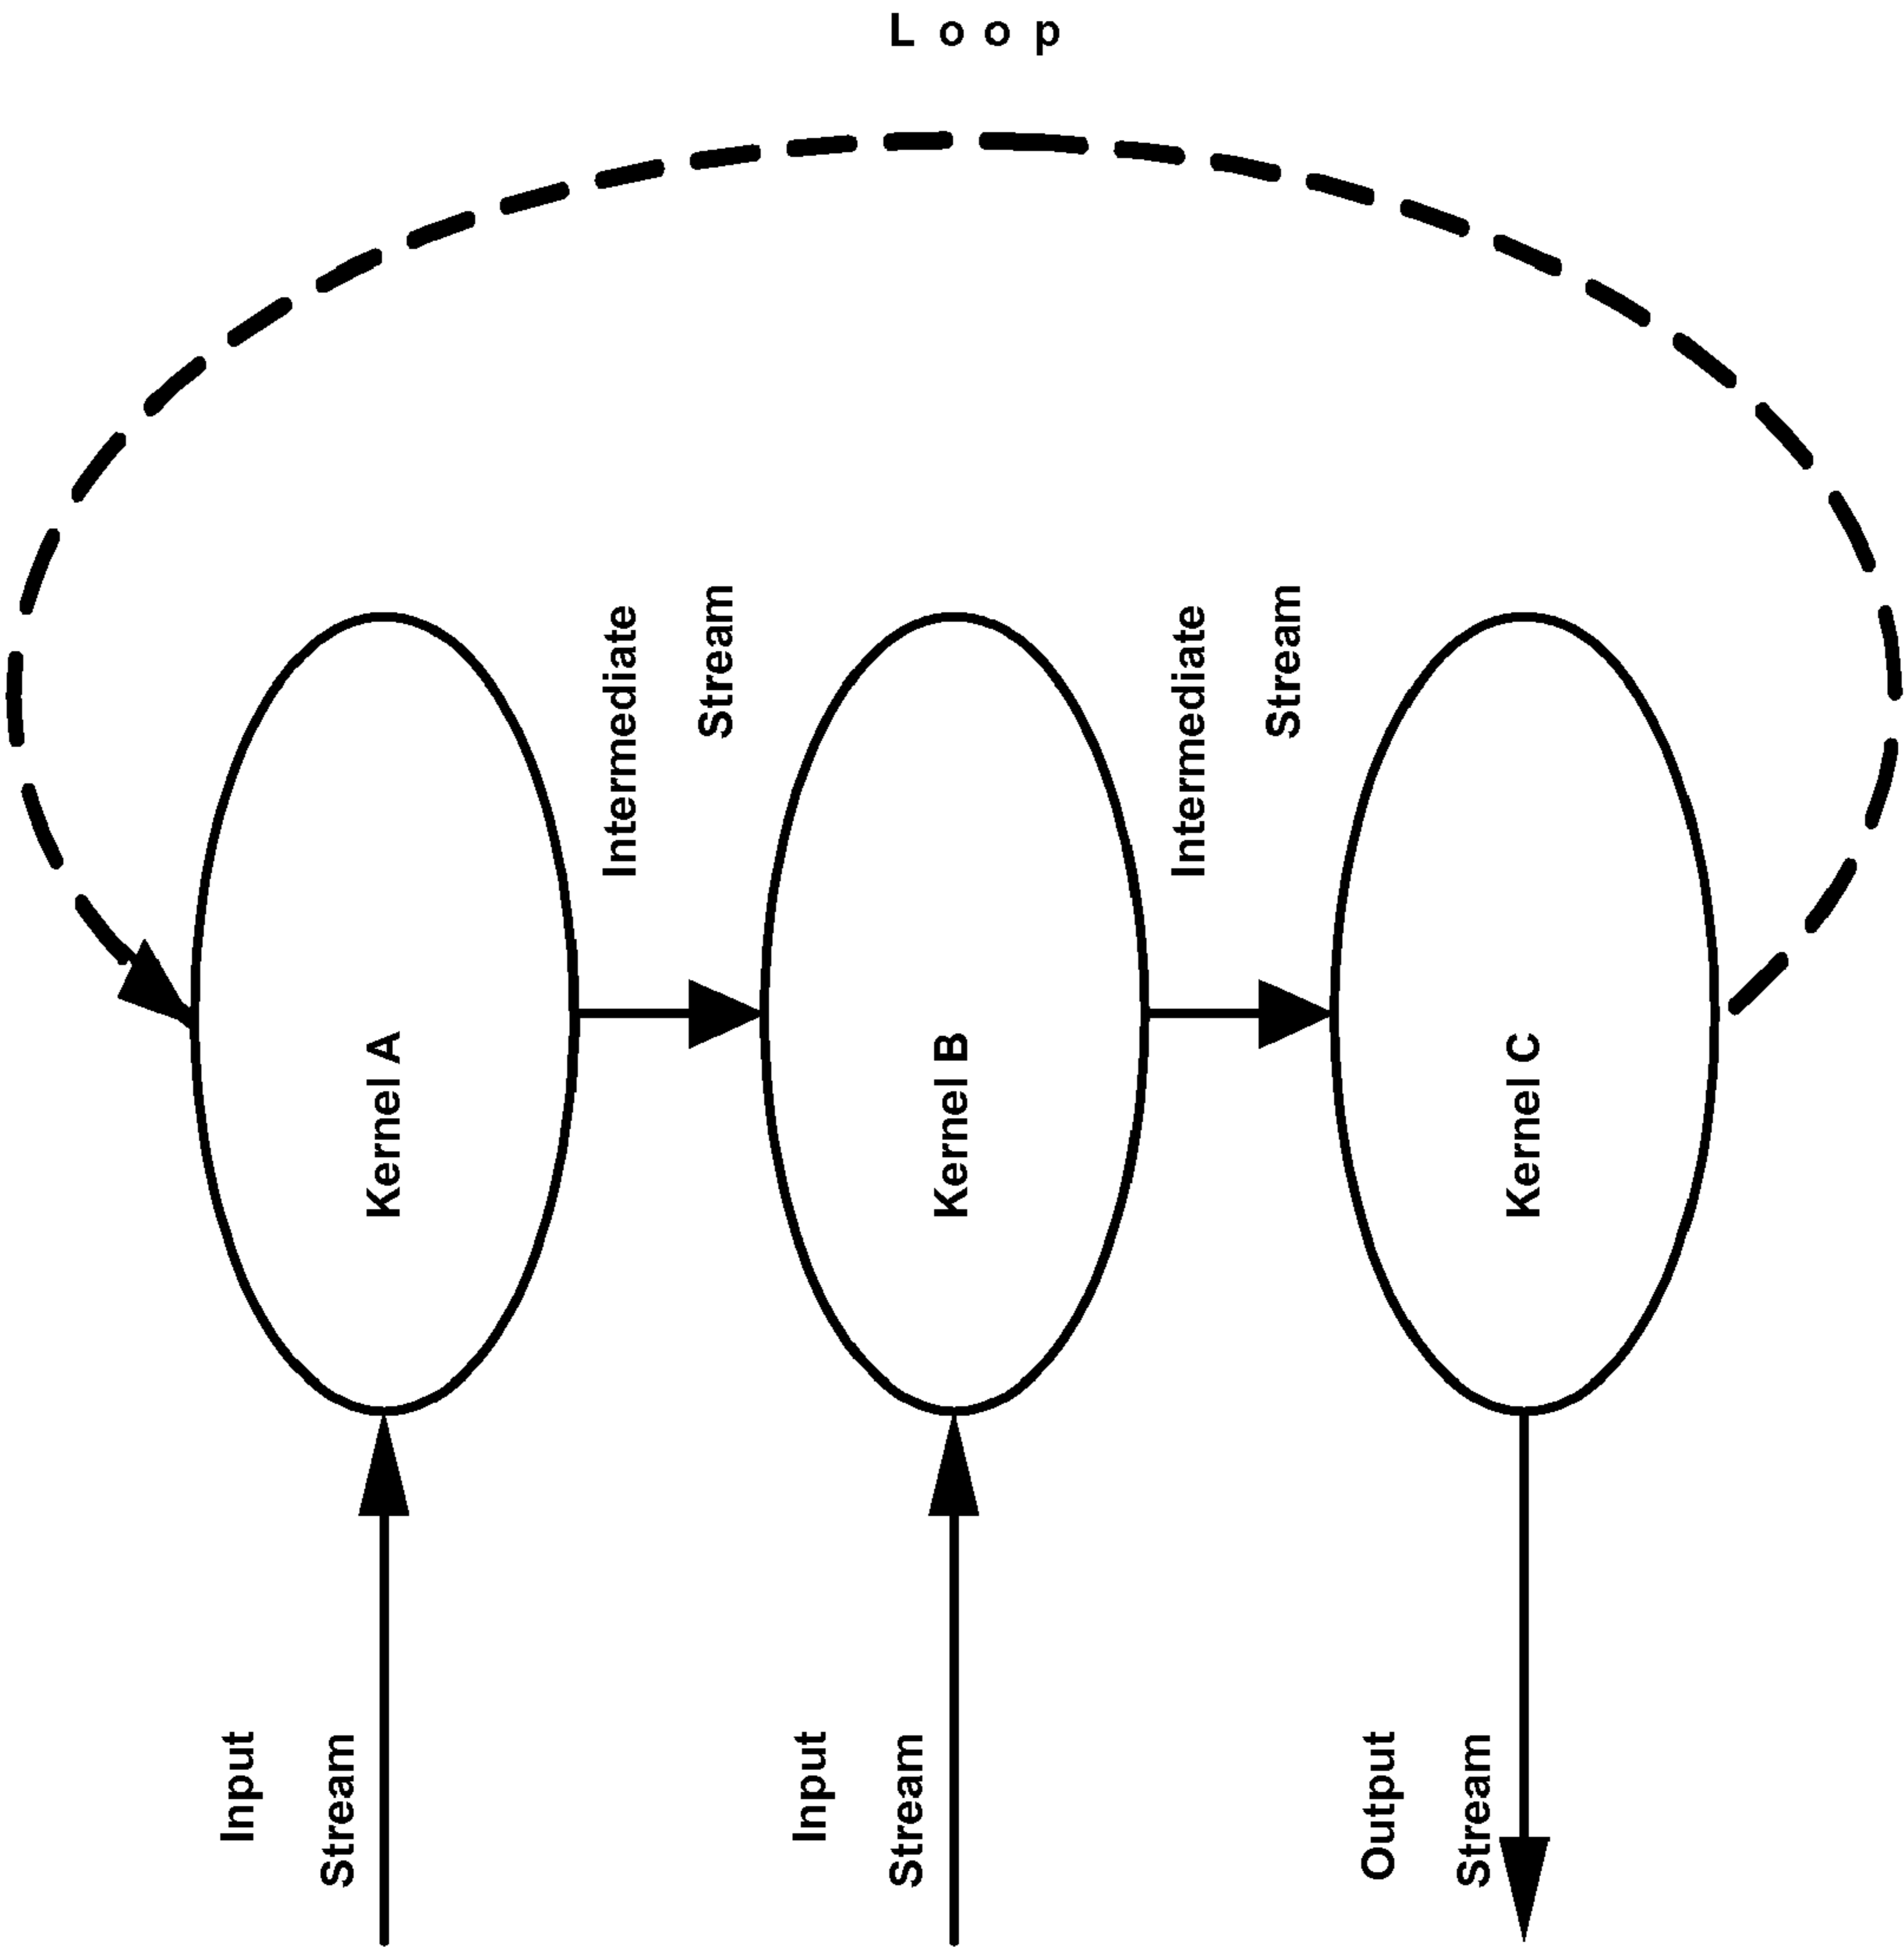 L o o p
Intermediate
Stream
Intermediate
Stream
Kernel A
Kernel B
Kernel C
Input
Stream
Input
Stream
Output
Stream